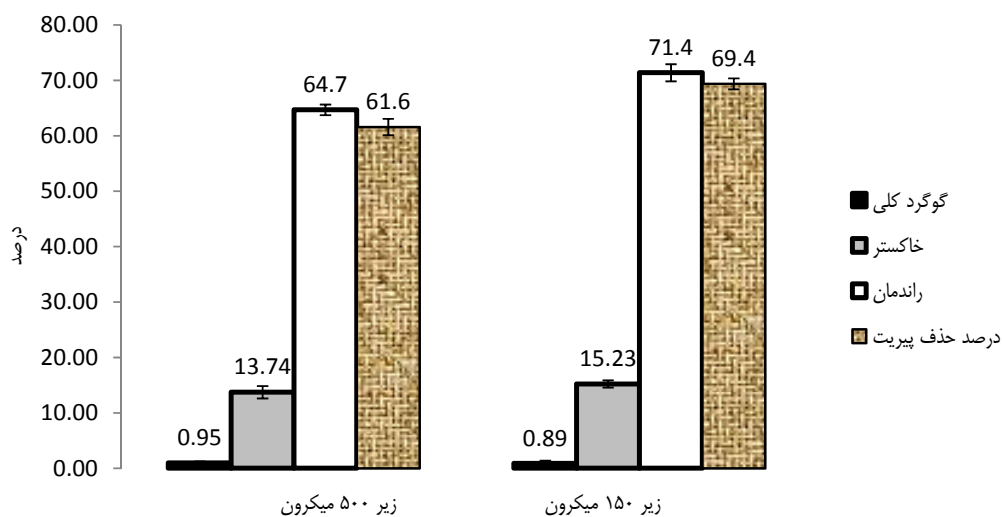 80.00
70.00
60.00
50.00
40.00
30.00
20.00
10.00
0.00
درصد
0.95
13.74
64.7
61.6
0.89
15.23
71.4
69.4
زیر ۵۰۰ میکرون
زیر ۱۵۰ میکرون
گوگرد کلی
خاکستر
راندمان
درصد حذف پیریت